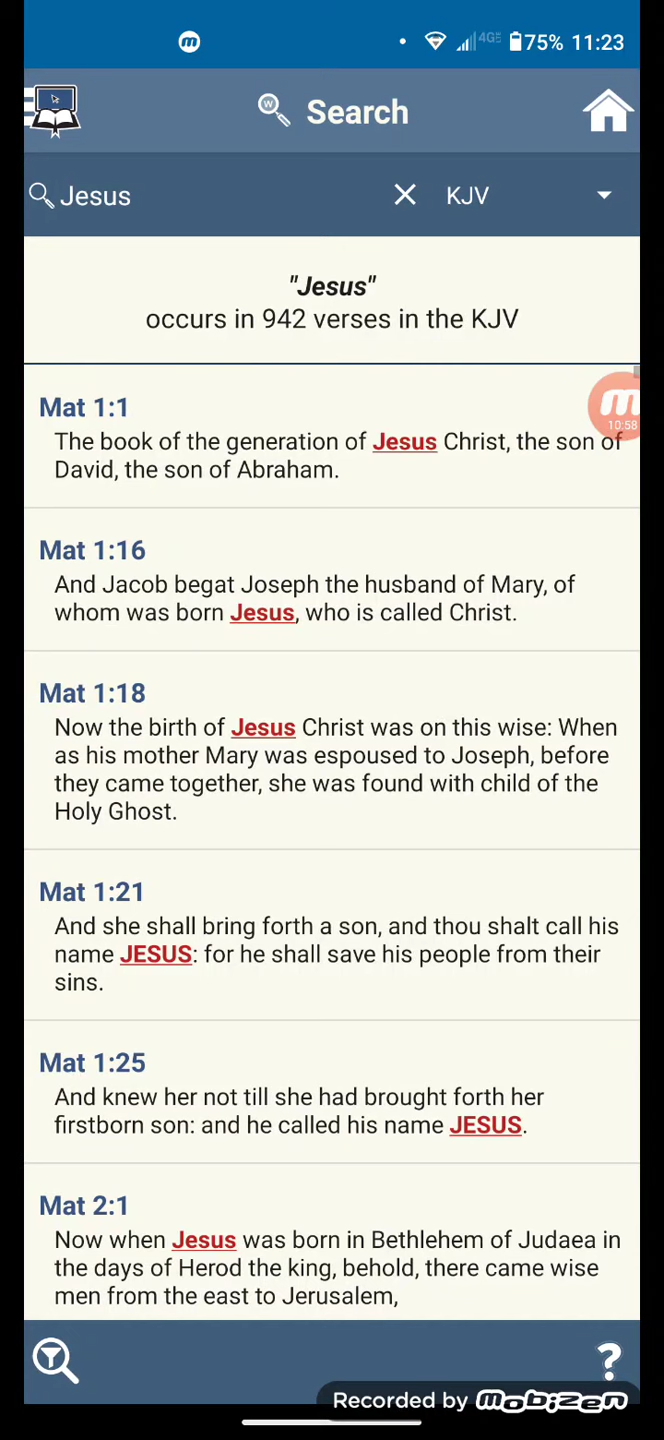 4GE 75% 11:23
Search
Jesus KJV
"Jesus"
occurs in 942 verses in the KJV
Mat 1:1
The book of the generation of Jesus Christ, the son of
David, the son of Abraham.
10:58
Mat 1:16
And Jacob begat Joseph the husband of Mary, of
whom was born Jesus, who is called Christ.
Mat 1:18
Now the birth of Jesus Christ was on this wise: When
as his mother Mary was espoused to Joseph, before
they came together, she was found with child of the
Holy Ghost.
Mat 1:21
And she shall bring forth a son, and thou shalt call his
name JESUS: for he shall save his people from their
sins.
Mat 1:25
And knew her not till she had brought forth her
firstborn son: and he called his name JESUS.
Mat 2:1
Now when Jesus was born in Bethlehem of Judaea in
the days of Herod the king, behold, there came wise
men from the east to Jerusalem,
?
Recorded by mobizen